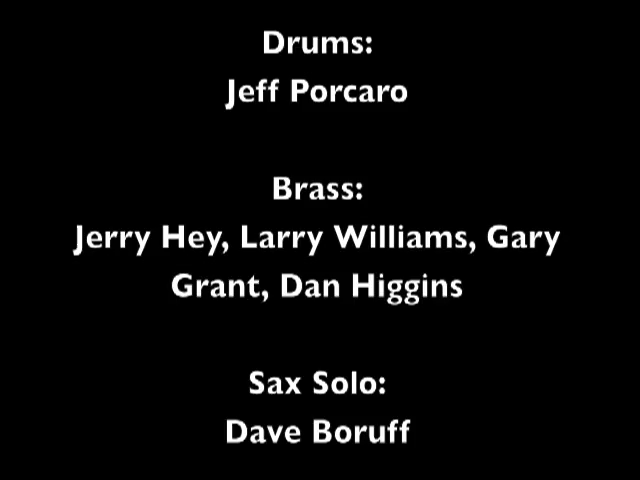 Drums:
Jeff Porcaro
Brass:
Jerry Hey, Larry Williams, Gary
Grant, Dan Higgins
Sax Solo:
Dave Boruff